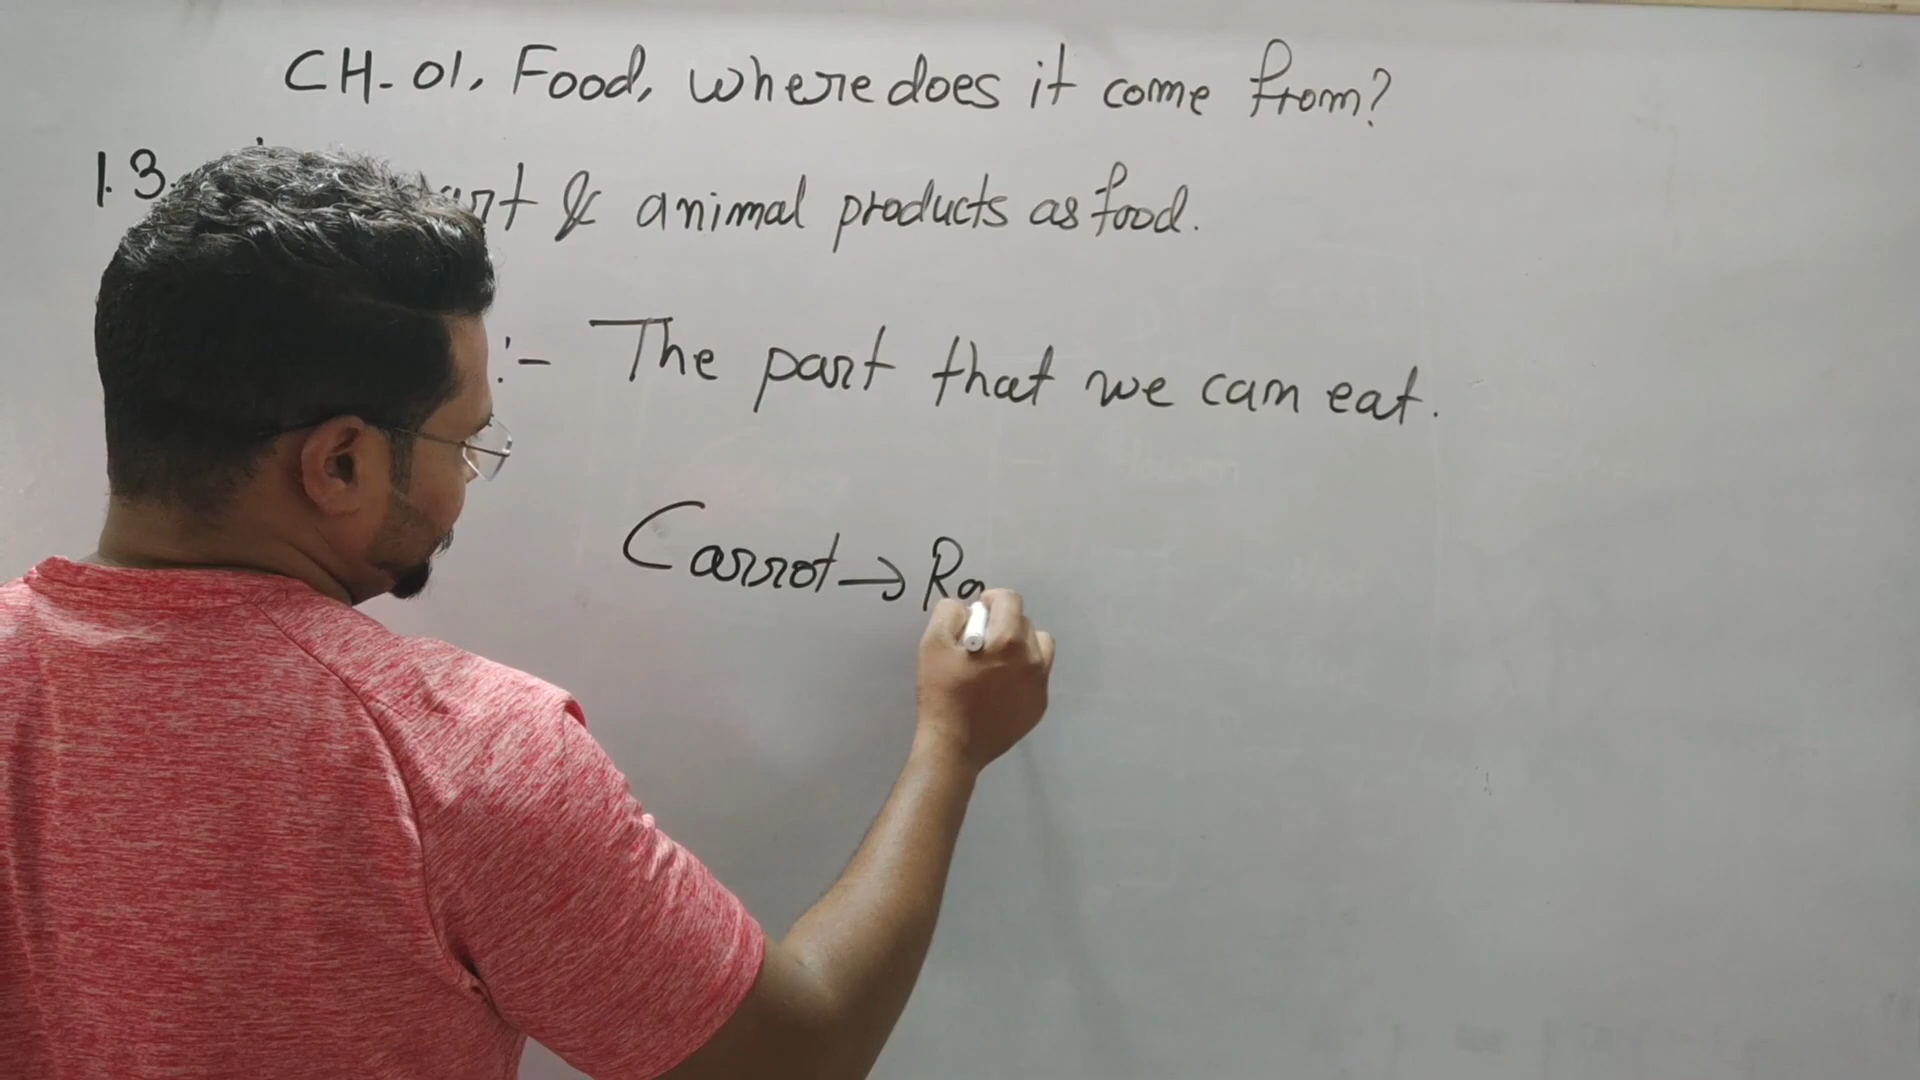 CH-01, Food, where does it come from?
1.3. & animal products as food.
:- The part that we can eat.
Carrot → Ro